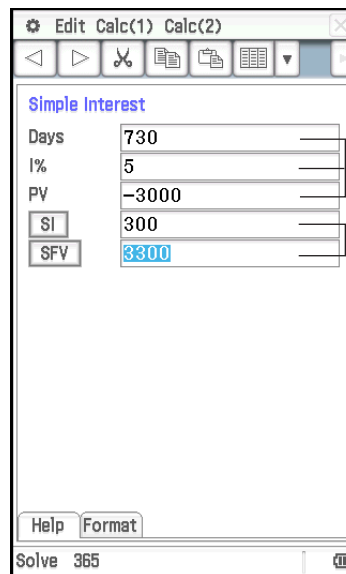 Edit Calc(1) Calc(2)
Simple Interest
Days 730
I% 5
PV −3000
SI 300
SFV 3300
Help Format
Solve 365